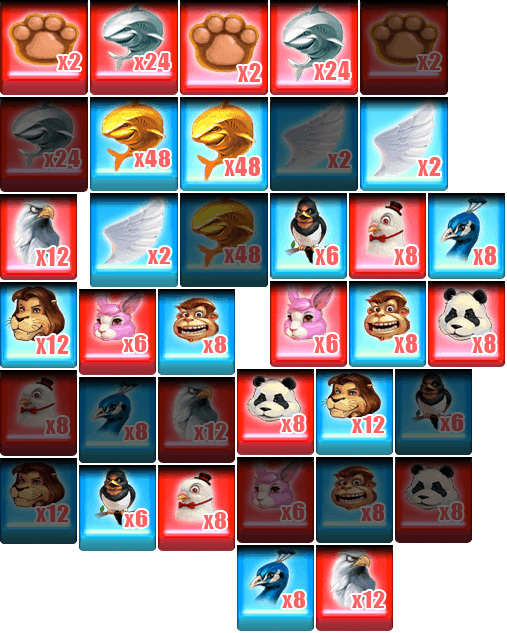 x2 x24 x2 x24 x2
x24 x48 x48 x2 x2
x12 x2 x48 x6 x8 x8
x12 x6 x8 x6 x8 x8
x8 x8 x12 x8 x12 x6
x12 x6 x8 x6 x8 x8
x8 x12